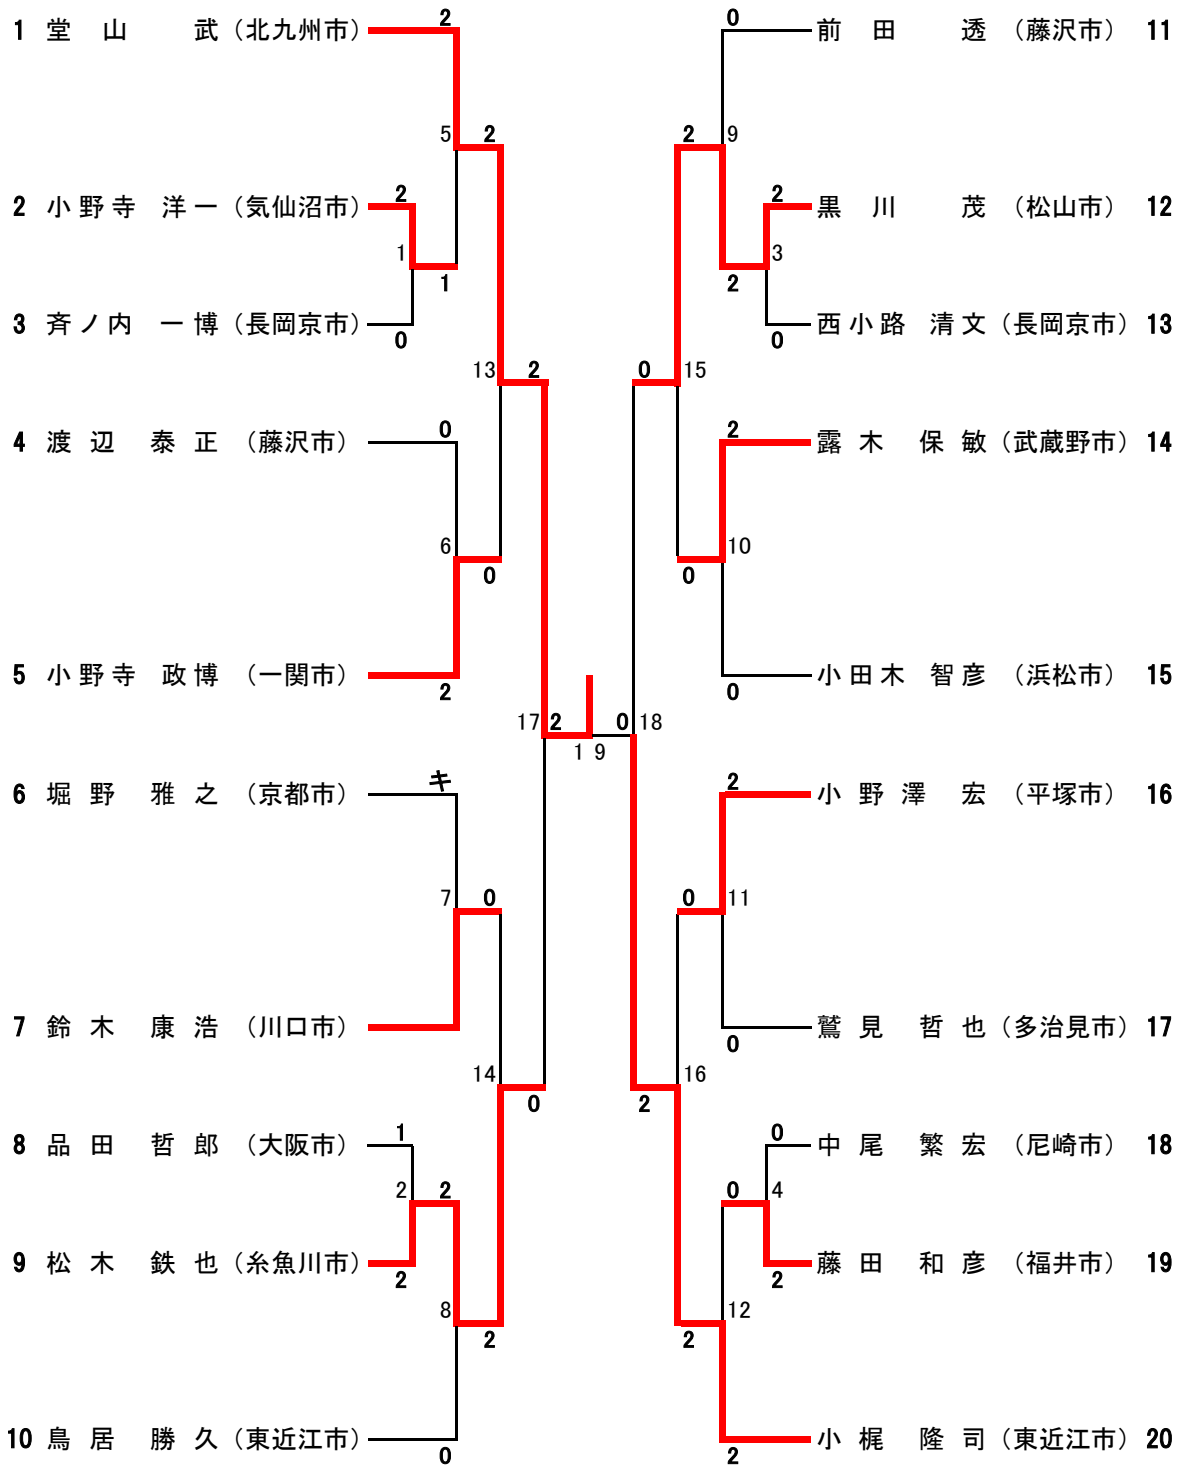 2 0
1 堂山 武（北九州市） 前田 透（藤沢市） 11
5 2 2 9
2 小野寺 洋一（気仙沼市） 2 2 黒川 茂（松山市） 12
1 1 2 3
3 斉ノ内 一博（長岡京市） 0 0 西小路 清文（長岡京市） 13
13 2 0 15
4 渡辺 泰正（藤沢市） 0 2 露木 保敏（武蔵野市） 14
6 0 0 10
5 小野寺 政博（一関市） 2 0 小田木 智彦（浜松市） 15
17 2 0 18
19
6 堀野 雅之（京都市） キ 2 小野澤 宏（平塚市） 16
7 0 0 11
7 鈴木 康浩（川口市） 0 鷲見 哲也（多治見市） 17
14 0 2 16
8 品田 哲郎（大阪市） 1 0 中尾 繁宏（尼崎市） 18
2 2 0 4
9 松木 鉄也（糸魚川市） 2 2 藤田 和彦（福井市） 19
8 2 2 12
10 鳥居 勝久（東近江市） 0 2 小梶 隆司（東近江市） 20